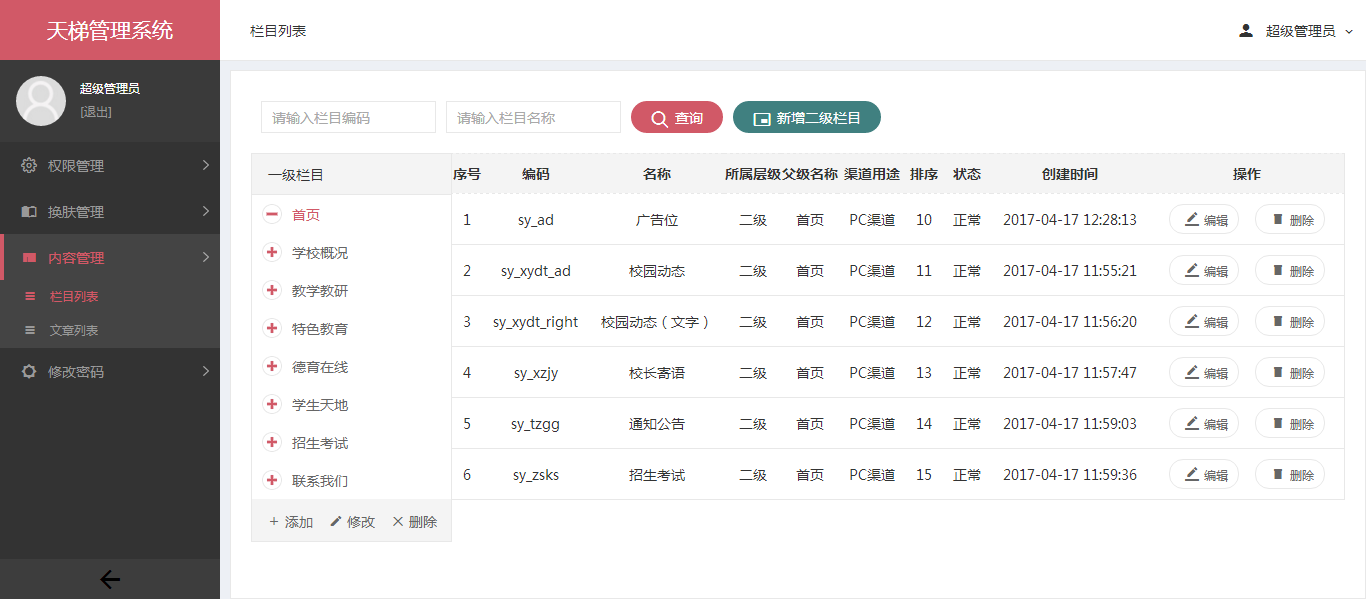 天梯管理系统
栏目列表
超级管理员
超级管理员
[退出]
权限管理
换肤管理
内容管理
栏目列表
文章列表
修改密码
请输入栏目编码 请输入栏目名称 查询 新增二级栏目
一级栏目
首页
学校概况
教学教研
特色教育
德育在线
学生天地
招生考试
联系我们
添加 修改 删除
序号 编码 名称 所属层级 父级名称 渠道用途 排序 状态 创建时间 操作
1 sy_ad 广告位 二级 首页 PC渠道 10 正常 2017-04-17 12:28:13 编辑 删除
2 sy_xydt_ad 校园动态 二级 首页 PC渠道 11 正常 2017-04-17 11:55:21 编辑 删除
3 sy_xydt_right 校园动态（文字） 二级 首页 PC渠道 12 正常 2017-04-17 11:56:20 编辑 删除
4 sy_xzjy 校长寄语 二级 首页 PC渠道 13 正常 2017-04-17 11:57:47 编辑 删除
5 sy_tzgg 通知公告 二级 首页 PC渠道 14 正常 2017-04-17 11:59:03 编辑 删除
6 sy_zsks 招生考试 二级 首页 PC渠道 15 正常 2017-04-17 11:59:36 编辑 删除